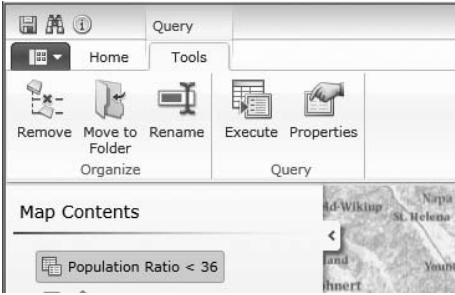 Query
Home Tools
Remove Move to Folder Rename Execute Properties
Organize Query
Map Contents
Population Ratio < 36
Napa
St. Helena